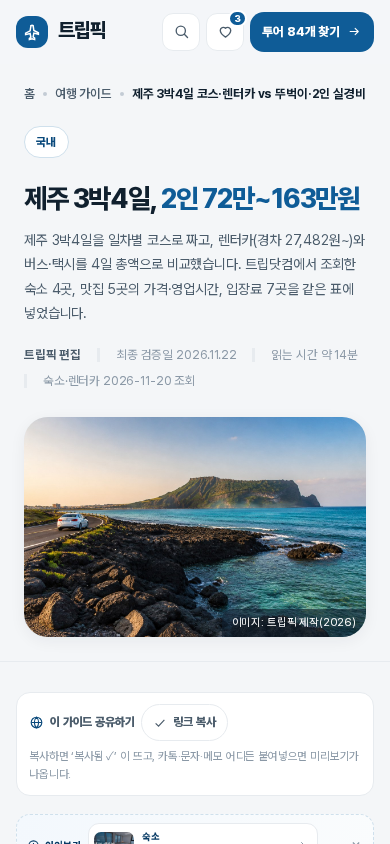 트립픽
3
투어 84개 찾기 →
홈 • 여행 가이드 • 제주 3박4일 코스·렌터카 vs 뚜벅이·2인 실경비
국내
제주 3박4일, 2인 72만~163만원
제주 3박4일을 일차별 코스로 짜고, 렌터카(경차 27,482원~)와
버스·택시를 4일 총액으로 비교했습니다. 트립닷컴에서 조회한
숙소 4곳, 맛집 5곳의 가격·영업시간, 입장료 7곳을 같은 표에
넣었습니다.
트립픽 편집 | 최종 검증일 2026.11.22 | 읽는 시간 약 14분
| 숙소·렌터카 2026-11-20 조회
이미지: 트립픽 제작(2026)
이 가이드 공유하기 ✓ 링크 복사
복사하면 ‘복사됨 ✓’ 이 뜨고, 카톡·문자·메모 어디든 붙여넣으면 미리보기가
나옵니다.
숙소